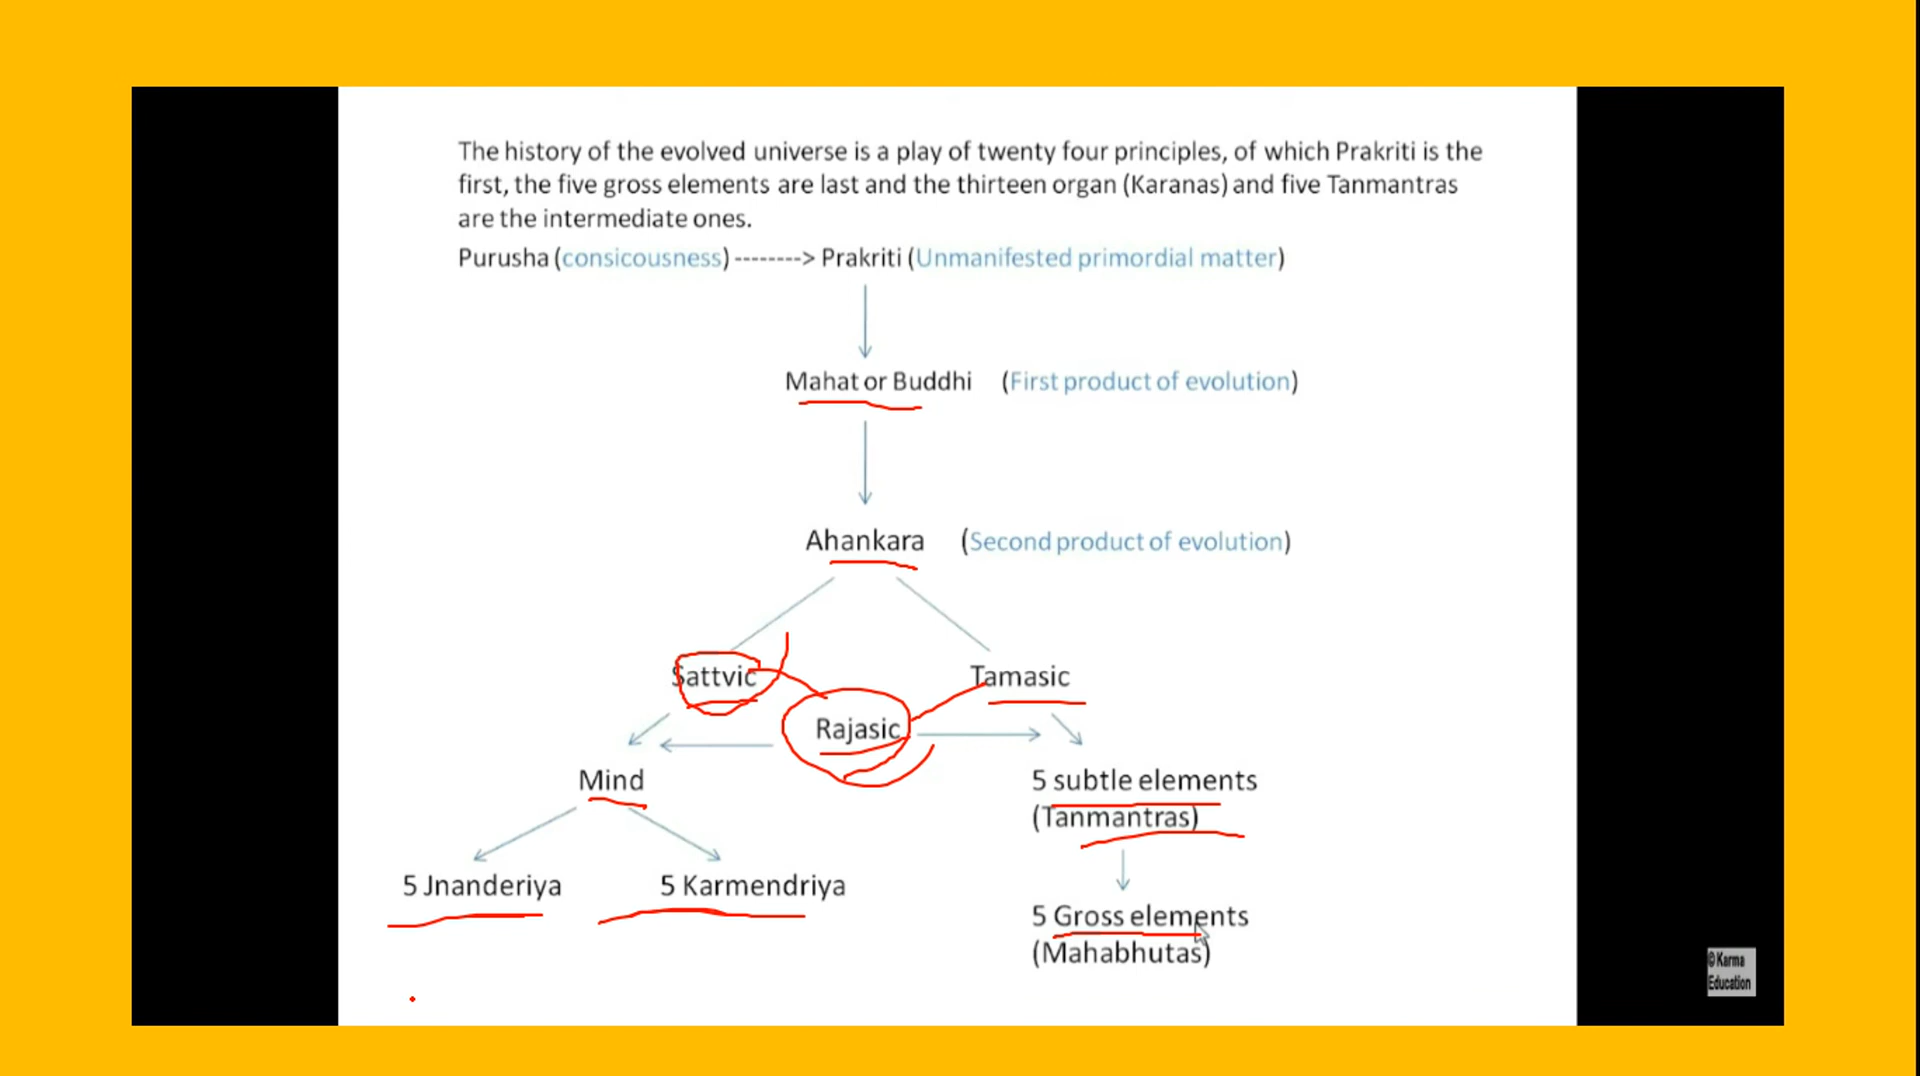 The history of the evolved universe is a play of twenty four principles, of which Prakriti is the
first, the five gross elements are last and the thirteen organ (Karanas) and five Tanmantras
are the intermediate ones.
Purusha (consicousness) --------> Prakriti (Unmanifested primordial matter)
Mahat or Buddhi (First product of evolution)
Ahankara (Second product of evolution)
Sattvic Tamasic
Rajasic
Mind 5 subtle elements
(Tanmantras)
5 Jnanderiya 5 Karmendriya
5 Gross elements
(Mahabhutas)
©Karma
Education